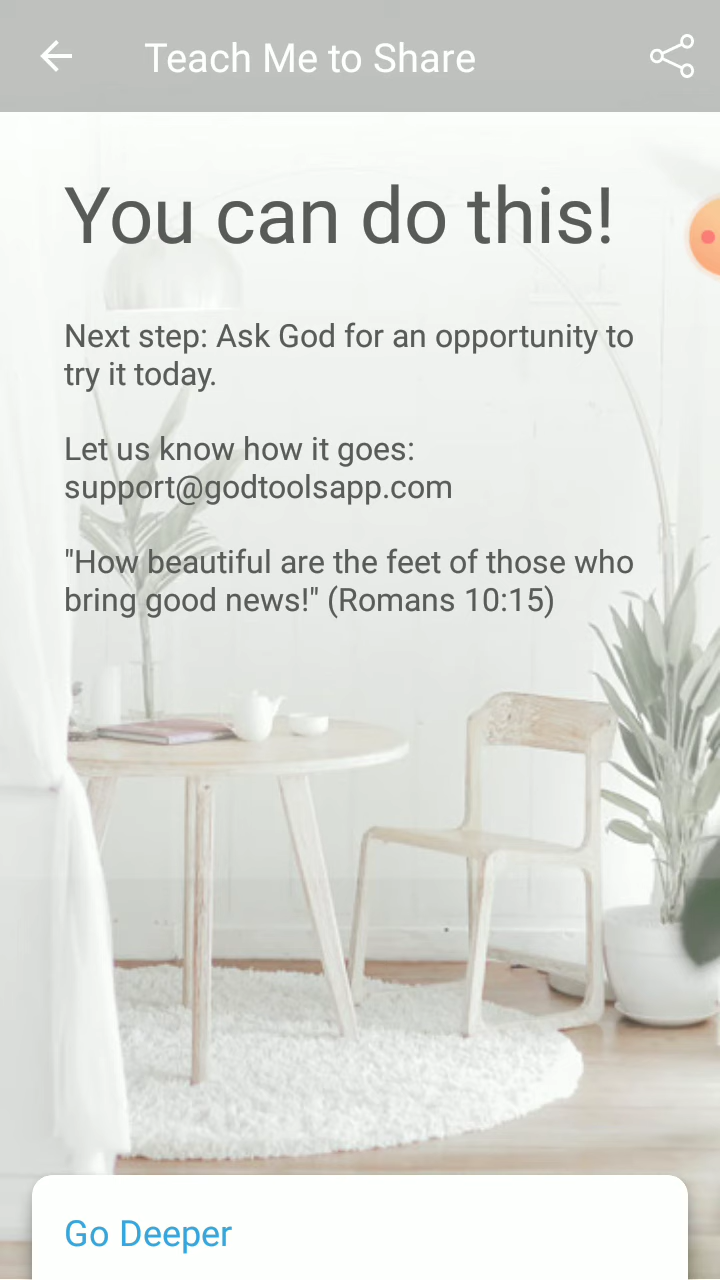 Teach Me to Share
You can do this!
Next step: Ask God for an opportunity to
try it today.
Let us know how it goes:
support@godtoolsapp.com
"How beautiful are the feet of those who
bring good news!" (Romans 10:15)
Go Deeper